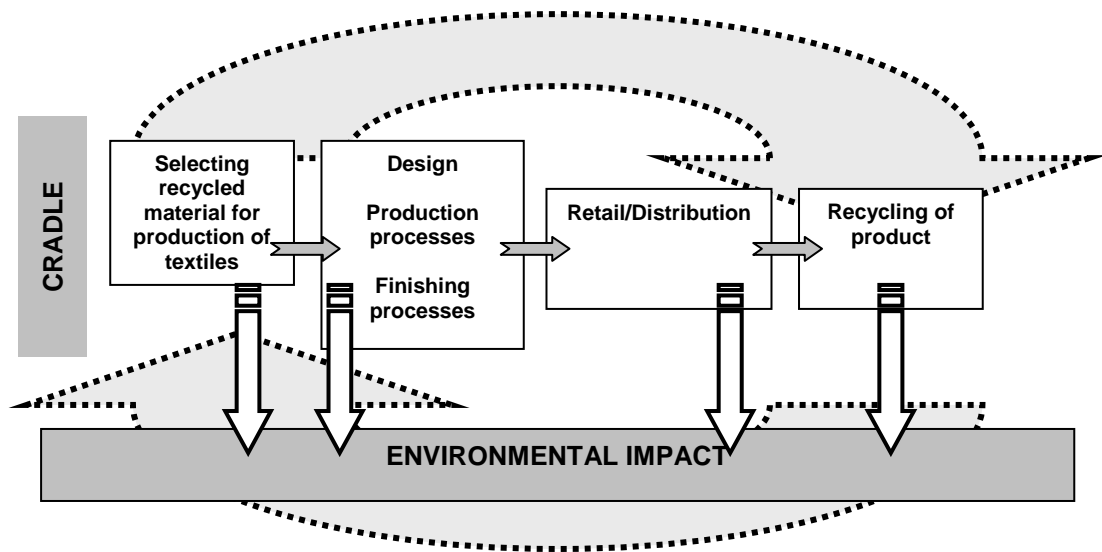 CRADLE
Selecting
recycled
material for
production of
textiles
Design
Production
processes
Finishing
processes
Retail/Distribution
Recycling of
product
ENVIRONMENTAL IMPACT